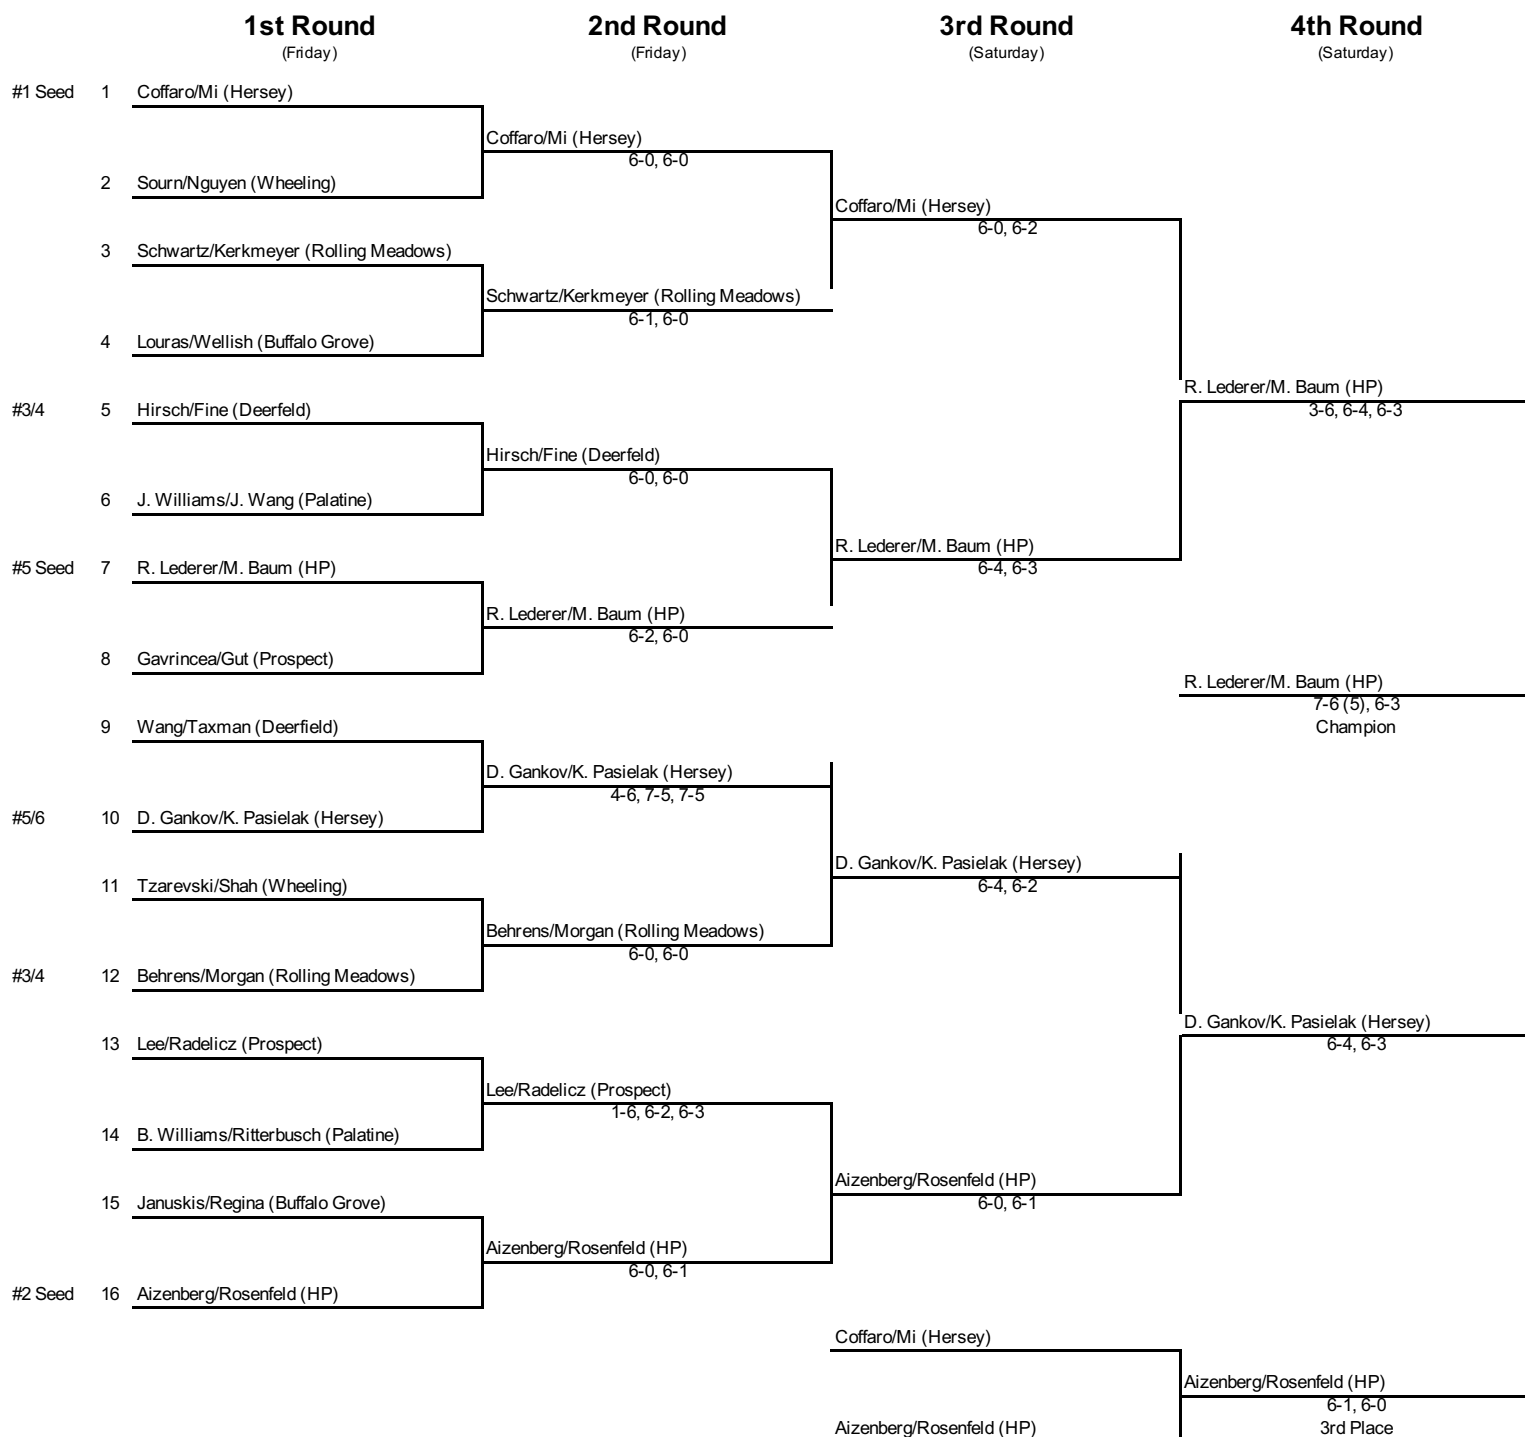 1st Round 2nd Round 3rd Round 4th Round
(Friday) (Friday) (Saturday) (Saturday)
#1 Seed 1 Coffaro/Mi (Hersey)
Coffaro/Mi (Hersey)
6-0, 6-0
2 Sourn/Nguyen (Wheeling)
Coffaro/Mi (Hersey)
6-0, 6-2
3 Schwartz/Kerkmeyer (Rolling Meadows)
Schwartz/Kerkmeyer (Rolling Meadows)
6-1, 6-0
4 Louras/Wellish (Buffalo Grove)
R. Lederer/M. Baum (HP)
3-6, 6-4, 6-3
#3/4 5 Hirsch/Fine (Deerfeld)
Hirsch/Fine (Deerfeld)
6-0, 6-0
6 J. Williams/J. Wang (Palatine)
R. Lederer/M. Baum (HP)
6-4, 6-3
#5 Seed 7 R. Lederer/M. Baum (HP)
R. Lederer/M. Baum (HP)
6-2, 6-0
8 Gavrincea/Gut (Prospect)
R. Lederer/M. Baum (HP)
7-6 (5), 6-3
Champion
9 Wang/Taxman (Deerfield)
D. Gankov/K. Pasielak (Hersey)
4-6, 7-5, 7-5
#5/6 10 D. Gankov/K. Pasielak (Hersey)
D. Gankov/K. Pasielak (Hersey)
6-4, 6-2
11 Tzarevski/Shah (Wheeling)
Behrens/Morgan (Rolling Meadows)
6-0, 6-0
#3/4 12 Behrens/Morgan (Rolling Meadows)
D. Gankov/K. Pasielak (Hersey)
6-4, 6-3
13 Lee/Radelicz (Prospect)
Lee/Radelicz (Prospect)
1-6, 6-2, 6-3
14 B. Williams/Ritterbusch (Palatine)
Aizenberg/Rosenfeld (HP)
6-0, 6-1
15 Januskis/Regina (Buffalo Grove)
Aizenberg/Rosenfeld (HP)
6-0, 6-1
#2 Seed 16 Aizenberg/Rosenfeld (HP)
Coffaro/Mi (Hersey)
Aizenberg/Rosenfeld (HP)
6-1, 6-0
Aizenberg/Rosenfeld (HP) 3rd Place